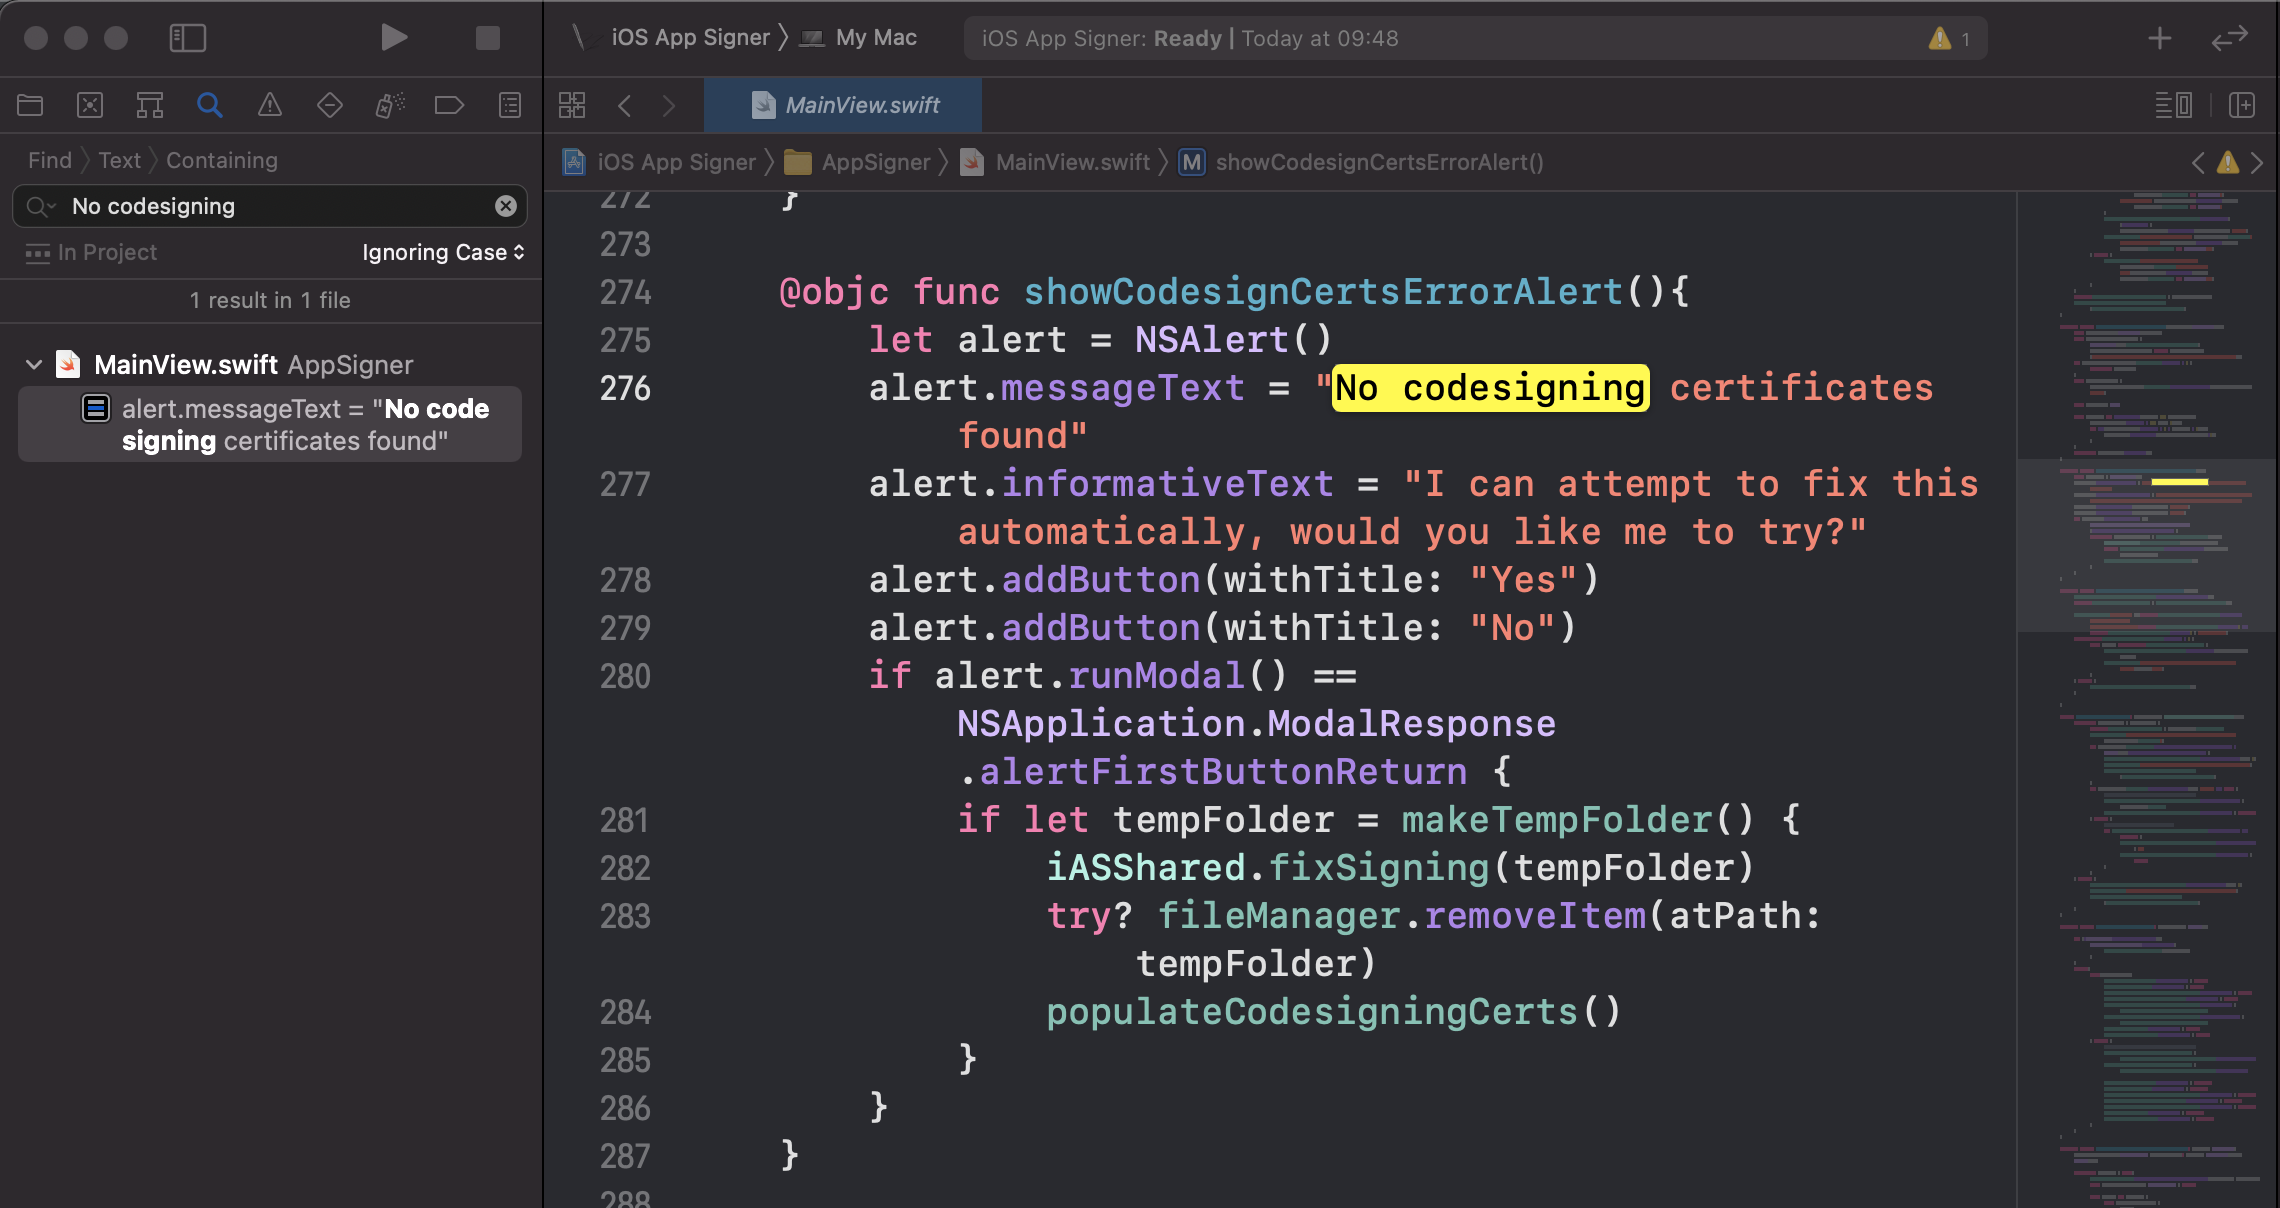 iOS App Signer
My Mac
iOS App Signer: Ready | Today at 09:48
1
MainView.swift
Find
Text
Containing
No codesigning
In Project
Ignoring Case
1 result in 1 file
MainView.swift AppSigner
alert.messageText = "No code
signing certificates found"
iOS App Signer
AppSigner
MainView.swift
M
showCodesignCertsErrorAlert()
272 }
273
274 @objc func showCodesignCertsErrorAlert(){
275 let alert = NSAlert()
276 alert.messageText = "No codesigning certificates
found"
277 alert.informativeText = "I can attempt to fix this
automatically, would you like me to try?"
278 alert.addButton(withTitle: "Yes")
279 alert.addButton(withTitle: "No")
280 if alert.runModal() ==
NSApplication.ModalResponse
.alertFirstButtonReturn {
281 if let tempFolder = makeTempFolder() {
282 iASShared.fixSigning(tempFolder)
283 try? fileManager.removeItem(atPath:
tempFolder)
284 populateCodesigningCerts()
285 }
286 }
287 }
288